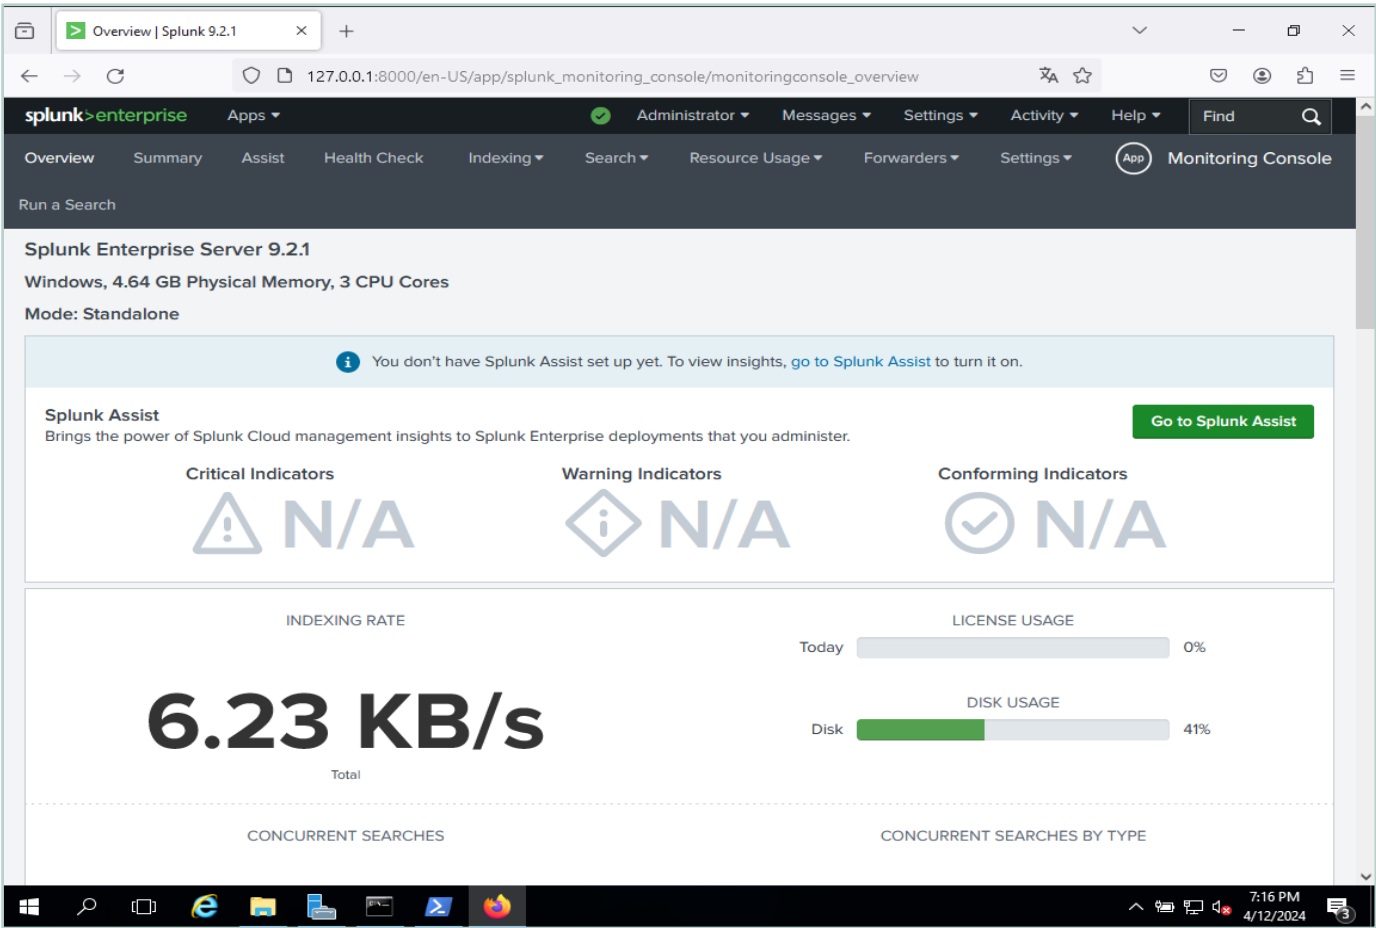 Overview | Splunk 9.2.1
127.0.0.1:8000/en-US/app/splunk_monitoring_console/monitoringconsole_overview
splunk>enterprise Apps Administrator Messages Settings Activity Help Find
Overview Summary Assist Health Check Indexing Search Resource Usage Forwarders Settings App Monitoring Console
Run a Search
Splunk Enterprise Server 9.2.1
Windows, 4.64 GB Physical Memory, 3 CPU Cores
Mode: Standalone
You don't have Splunk Assist set up yet. To view insights, go to Splunk Assist to turn it on.
Splunk Assist
Brings the power of Splunk Cloud management insights to Splunk Enterprise deployments that you administer.
Go to Splunk Assist
Critical Indicators Warning Indicators Conforming Indicators
N/A N/A N/A
INDEXING RATE
6.23 KB/s
Total
LICENSE USAGE
Today 0%
DISK USAGE
Disk 41%
CONCURRENT SEARCHES CONCURRENT SEARCHES BY TYPE
7:16 PM
4/12/2024
3